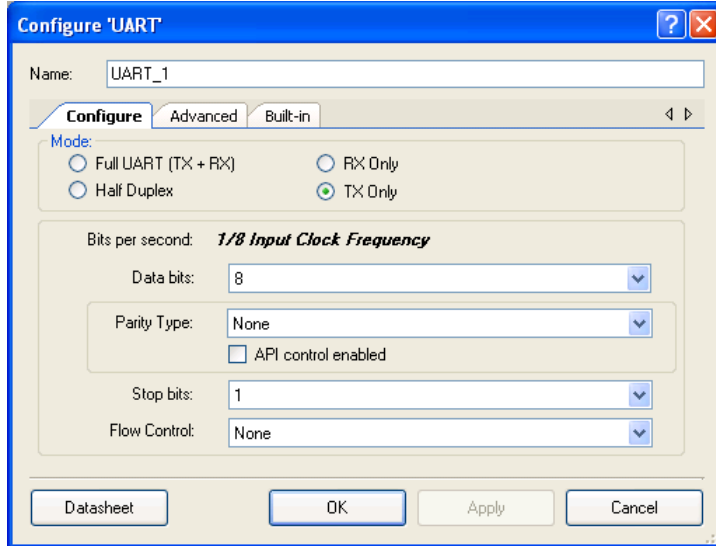 Configure 'UART'
Name: UART_1
Configure Advanced Built-in
Mode:
Full UART (TX + RX) RX Only
Half Duplex TX Only
Bits per second: 1/8 Input Clock Frequency
Data bits: 8
Parity Type: None
API control enabled
Stop bits: 1
Flow Control: None
Datasheet OK Apply Cancel